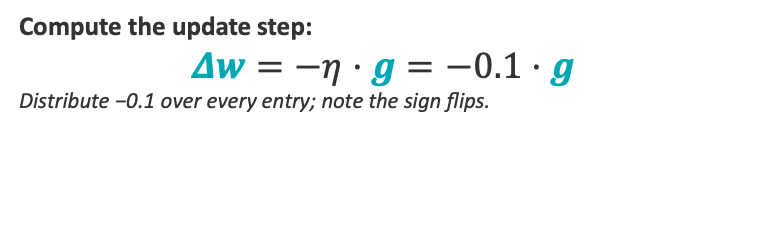 Compute the update step:
Δw = −η · g = −0.1 · g
Distribute −0.1 over every entry; note the sign flips.